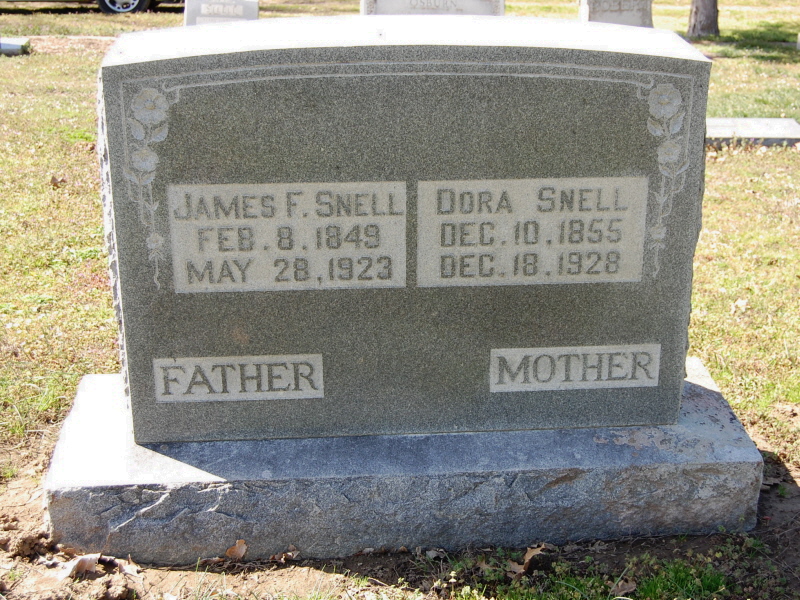 JAMES F. SNELL
FEB. 8. 1849
MAY 28, 1923
DORA SNELL
DEC. 10, 1855
DEC. 18, 1928
FATHER
MOTHER